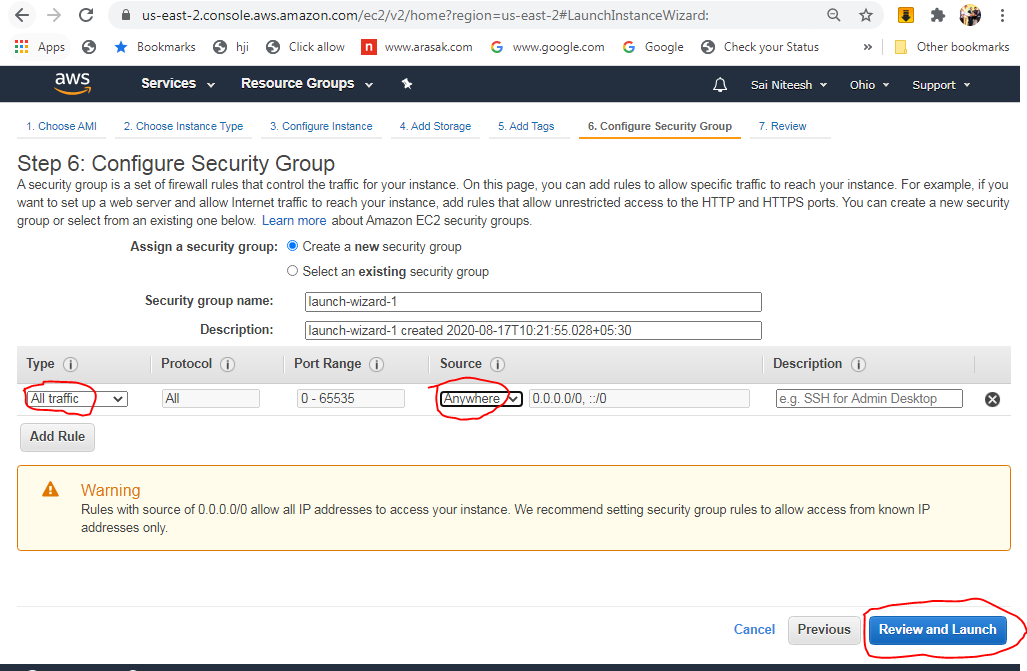 us-east-2.console.aws.amazon.com/ec2/v2/home?region=us-east-2#LaunchInstanceWizard:
Apps Bookmarks hji Click allow n www.arasak.com G www.google.com G Google Check your Status » Other bookmarks
aws Services Resource Groups Sai Niteesh Ohio Support
1. Choose AMI 2. Choose Instance Type 3. Configure Instance 4. Add Storage 5. Add Tags 6. Configure Security Group 7. Review
Step 6: Configure Security Group
A security group is a set of firewall rules that control the traffic for your instance. On this page, you can add rules to allow specific traffic to reach your instance. For example, if you
want to set up a web server and allow Internet traffic to reach your instance, add rules that allow unrestricted access to the HTTP and HTTPS ports. You can create a new security
group or select from an existing one below. Learn more about Amazon EC2 security groups.
Assign a security group: Create a new security group
Select an existing security group
Security group name: launch-wizard-1
Description: launch-wizard-1 created 2020-08-17T10:21:55.028+05:30
Type i Protocol i Port Range i Source i Description i
All traffic All 0 - 65535 Anywhere 0.0.0.0/0, ::/0 e.g. SSH for Admin Desktop
Add Rule
Warning
Rules with source of 0.0.0.0/0 allow all IP addresses to access your instance. We recommend setting security group rules to allow access from known IP
addresses only.
Cancel Previous Review and Launch